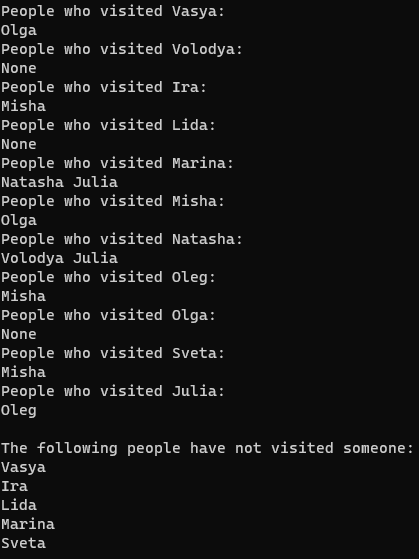 People who visited Vasya:
Olga
People who visited Volodya:
None
People who visited Ira:
Misha
People who visited Lida:
None
People who visited Marina:
Natasha Julia
People who visited Misha:
Olga
People who visited Natasha:
Volodya Julia
People who visited Oleg:
Misha
People who visited Olga:
None
People who visited Sveta:
Misha
People who visited Julia:
Oleg

The following people have not visited someone:
Vasya
Ira
Lida
Marina
Sveta